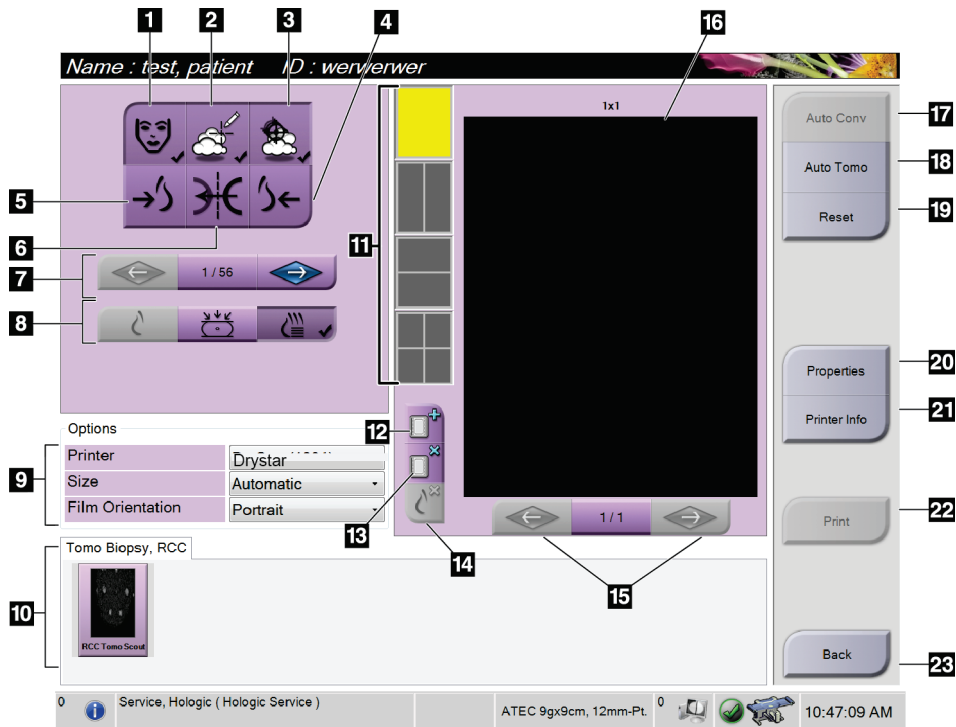 1
2
3
4
16
Name : test, patient ID : werwerwer
1x1
Auto Conv
17
Auto Tomo
18
5
Reset
19
6
11
7
1 / 56
8
Properties
20
Printer Info
21
12
Options
9
Printer
Drystar
Size
Automatic
Film Orientation
Portrait
13
14
1 / 1
15
Print
22
10
Tomo Biopsy, RCC
RCC Tomo Scout
Back
23
0
Service, Hologic ( Hologic Service )
ATEC 9gx9cm, 12mm-Pt.
0
10:47:09 AM